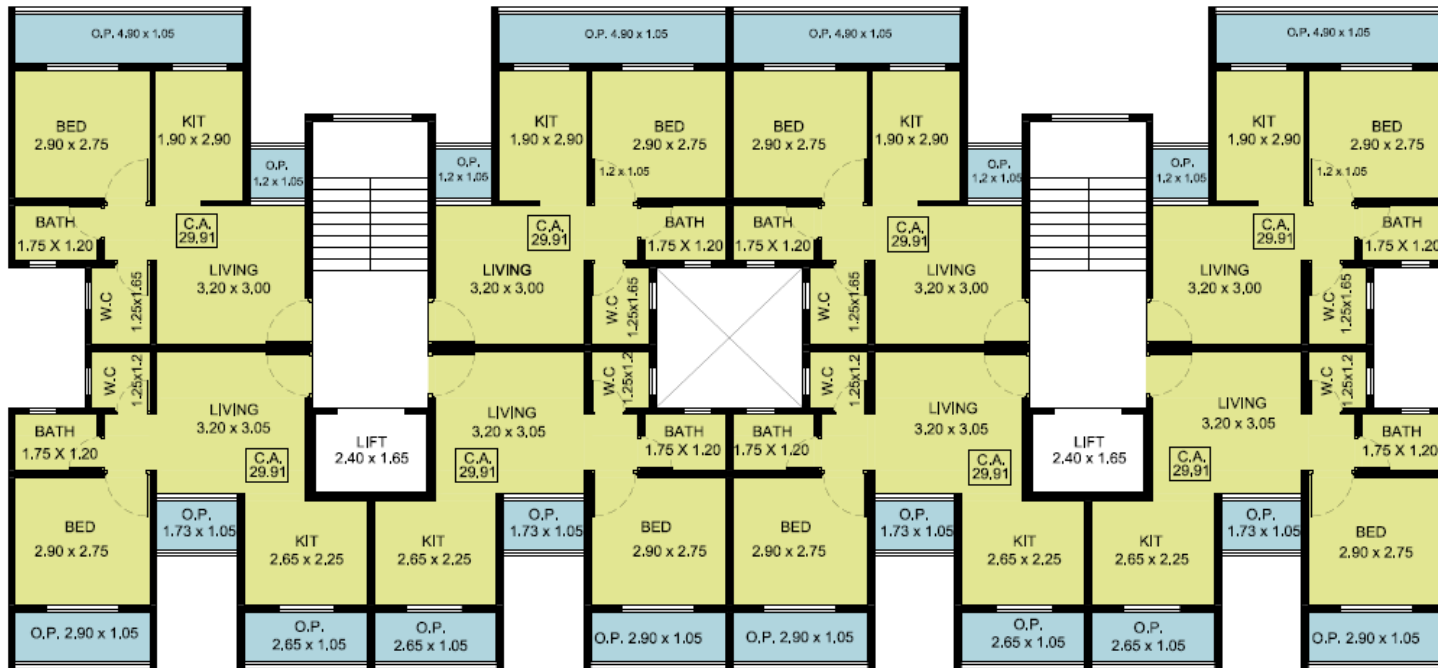 O.P. 4.90 x 1.05
O.P. 4.90 x 1.05
O.P. 4.90 x 1.05
O.P. 4.90 x 1.05
BED
2.90 x 2.75
KIT
1.90 x 2.90
KIT
1.90 x 2.90
BED
2.90 x 2.75
BED
2.90 x 2.75
KIT
1.90 x 2.90
KIT
1.90 x 2.90
BED
2.90 x 2.75
O.P.
1.2 x 1.05
O.P.
1.2 x 1.05
1.2 x 1.05
O.P.
1.2 x 1.05
O.P.
1.2 x 1.05
1.2 x 1.05
BATH
1.75 X 1.20
C.A.
29.91
C.A.
29.91
BATH
1.75 X 1.20
BATH
1.75 X 1.20
C.A.
29.91
C.A.
29.91
BATH
1.75 X 1.20
W.C
1.25x1.65
LIVING
3.20 x 3.00
LIVING
3.20 x 3.00
W.C
1.25x1.65
W.C
1.25x1.65
LIVING
3.20 x 3.00
LIVING
3.20 x 3.00
W.C
1.25x1.65
W.C
1.25x1.2
LIVING
3.20 x 3.05
LIVING
3.20 x 3.05
W.C
1.25x1.2
W.C
1.25x1.2
LIVING
3.20 x 3.05
LIVING
3.20 x 3.05
W.C
1.25x1.2
BATH
1.75 X 1.20
C.A.
29.91
LIFT
2.40 x 1.65
C.A.
29.91
BATH
1.75 X 1.20
BATH
1.75 X 1.20
C.A.
29.91
LIFT
2.40 x 1.65
C.A.
29.91
BATH
1.75 X 1.20
BED
2.90 x 2.75
O.P.
1.73 x 1.05
KIT
2.65 x 2.25
KIT
2.65 x 2.25
O.P.
1.73 x 1.05
BED
2.90 x 2.75
BED
2.90 x 2.75
O.P.
1.73 x 1.05
KIT
2.65 x 2.25
KIT
2.65 x 2.25
O.P.
1.73 x 1.05
BED
2.90 x 2.75
O.P. 2.90 x 1.05
O.P.
2.65 x 1.05
O.P.
2.65 x 1.05
O.P. 2.90 x 1.05
O.P. 2.90 x 1.05
O.P.
2.65 x 1.05
O.P.
2.65 x 1.05
O.P. 2.90 x 1.05